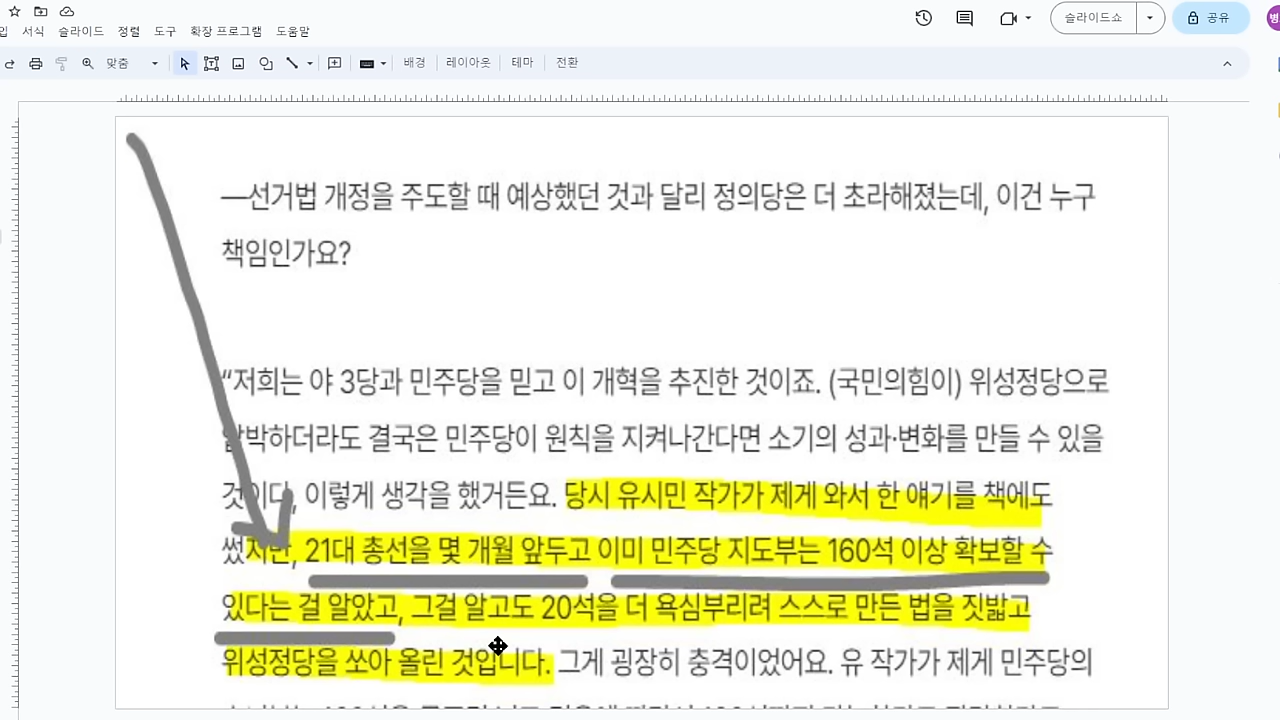 입 서식 슬라이드 정렬 도구 확장 프로그램 도움말
슬라이드쇼
공유
병
맞춤
배경 레이아웃 테마 전환
—선거법 개정을 주도할 때 예상했던 것과 달리 정의당은 더 초라해졌는데, 이건 누구
책임인가요?
“저희는 야 3당과 민주당을 믿고 이 개혁을 추진한 것이죠. (국민의힘이) 위성정당으로
압박하더라도 결국은 민주당이 원칙을 지켜나간다면 소기의 성과·변화를 만들 수 있을
것이다, 이렇게 생각을 했거든요. 당시 유시민 작가가 제게 와서 한 얘기를 책에도
썼지만, 21대 총선을 몇 개월 앞두고 이미 민주당 지도부는 160석 이상 확보할 수
있다는 걸 알았고, 그걸 알고도 20석을 더 욕심부리려 스스로 만든 법을 짓밟고
위성정당을 쏘아 올린 것입니다. 그게 굉장히 충격이었어요. 유 작가가 제게 민주당의